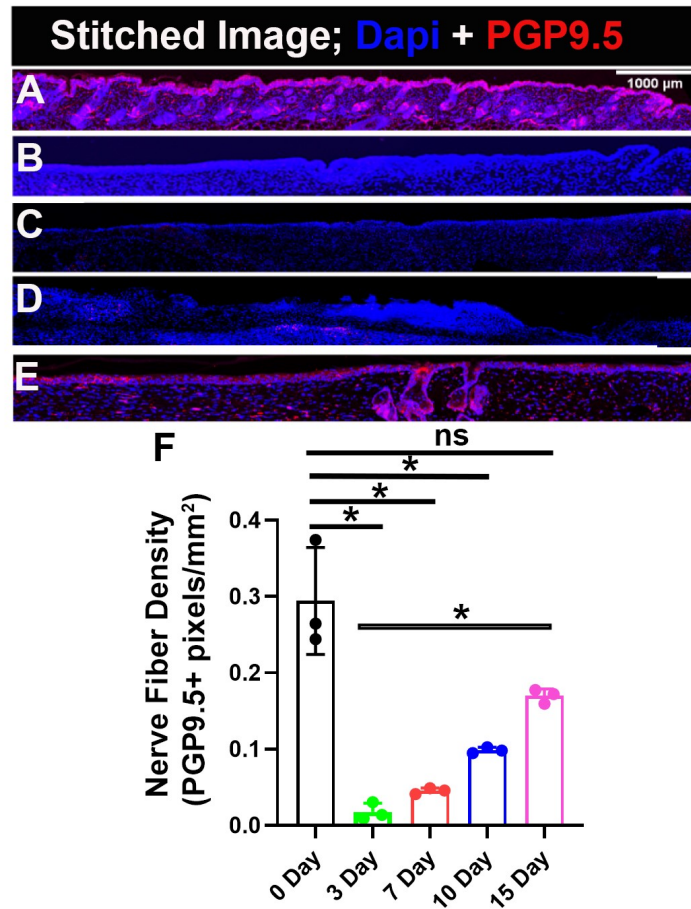 Stitched Image; Dapi + PGP9.5
A
1000 µm
B
C
D
E
F
ns
*
*
*
*
Nerve Fiber Density
(PGP9.5+ pixels/mm²)
0.4
0.3
0.2
0.1
0.0
0 Day
3 Day
7 Day
10 Day
15 Day